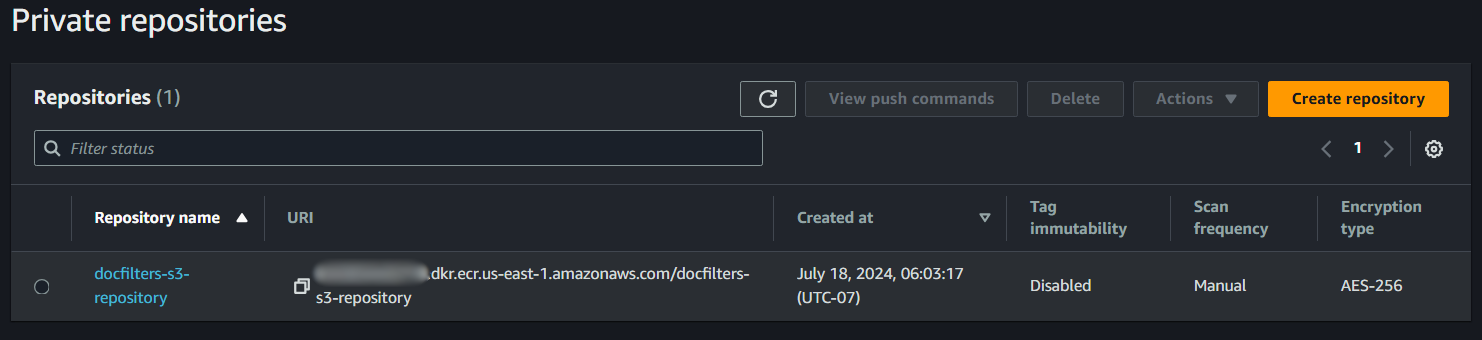 Private repositories
Repositories (1)
View push commands
Delete
Actions
Create repository
Filter status
1
Repository name
URI
Created at
Tag
immutability
Scan
frequency
Encryption
type
docfilters-s3-
repository
.dkr.ecr.us-east-1.amazonaws.com/docfilters-
s3-repository
July 18, 2024, 06:03:17
(UTC-07)
Disabled
Manual
AES-256